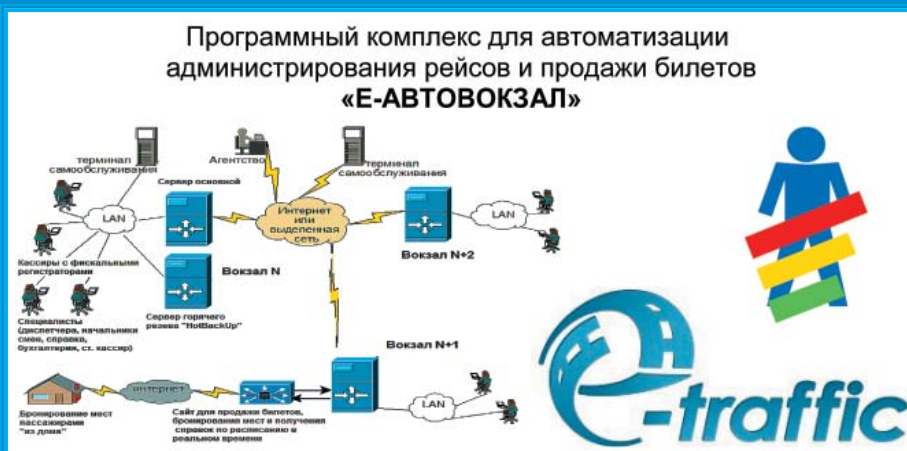 Программный комплекс для автоматизации
администрирования рейсов и продажи билетов
«Е-АВТОВОКЗАЛ»
терминал
самообслуживания
Агентство
терминал
самообслуживания
Сервер основной
LAN
Интернет
или
выделенная
сеть
LAN
Кассиры с фискальными
регистраторами
Вокзал N
Вокзал N+2
Специалисты
(диспетчера, начальники
смен, справка,
бухгалтерия, ст. кассир)
Сервер горячего
резева "HotBackUp"
Вокзал N+1
интернет
LAN
Бронирование мест
пассажирами
"из дома"
Сайт для продажи билетов,
бронирования мест и получения
справок по расписанию в
реальном времени
e-traffic